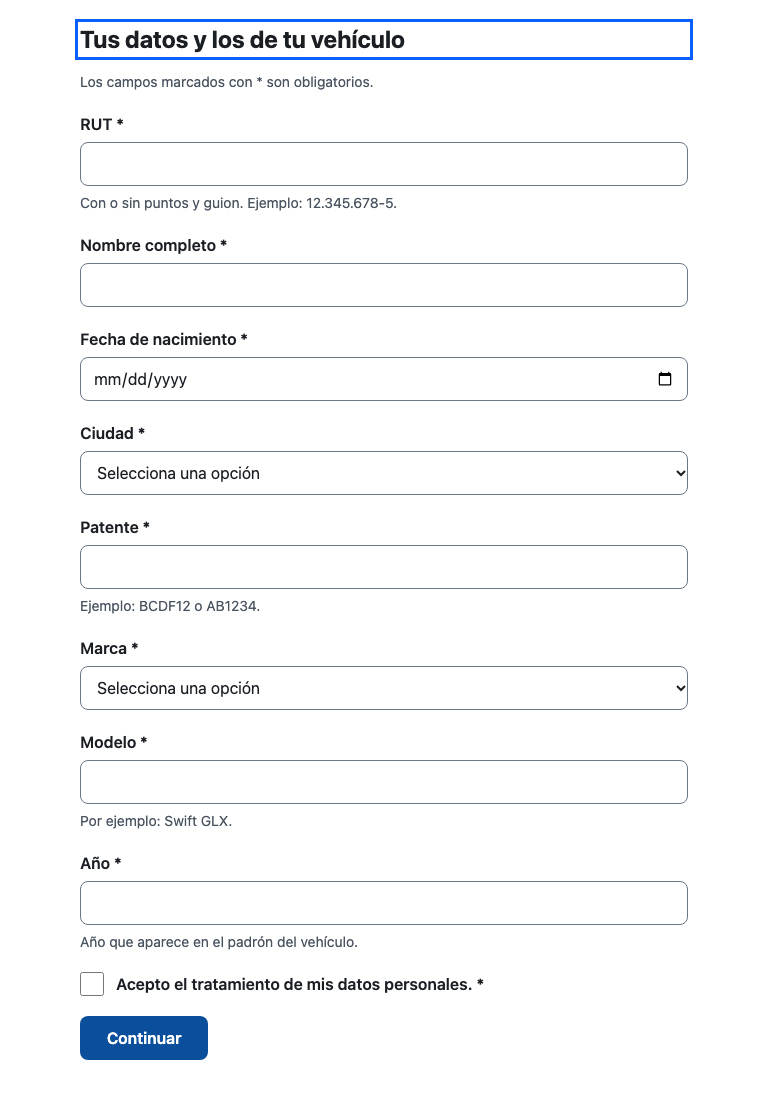 Tus datos y los de tu vehículo
Los campos marcados con * son obligatorios.
RUT *
Con o sin puntos y guion. Ejemplo: 12.345.678-5.
Nombre completo *
Fecha de nacimiento *
mm/dd/yyyy
Ciudad *
Selecciona una opción
Patente *
Ejemplo: BCDF12 o AB1234.
Marca *
Selecciona una opción
Modelo *
Por ejemplo: Swift GLX.
Año *
Año que aparece en el padrón del vehículo.
Acepto el tratamiento de mis datos personales. *
Continuar